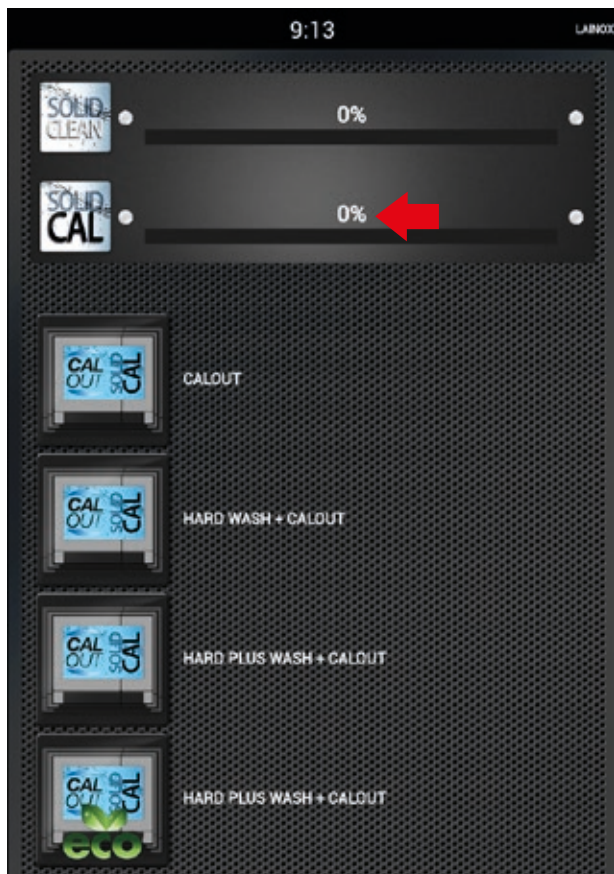 9:13
LAINOX
SOLID
CLEAN
0%
SOLID
CAL
0%
CAL
OUT
SOLID
CAL
CALOUT
CAL
OUT
SOLID
CAL
HARD WASH + CALOUT
CAL
OUT
SOLID
CAL
HARD PLUS WASH + CALOUT
CAL
OUT
SOLID
CAL
eco
HARD PLUS WASH + CALOUT